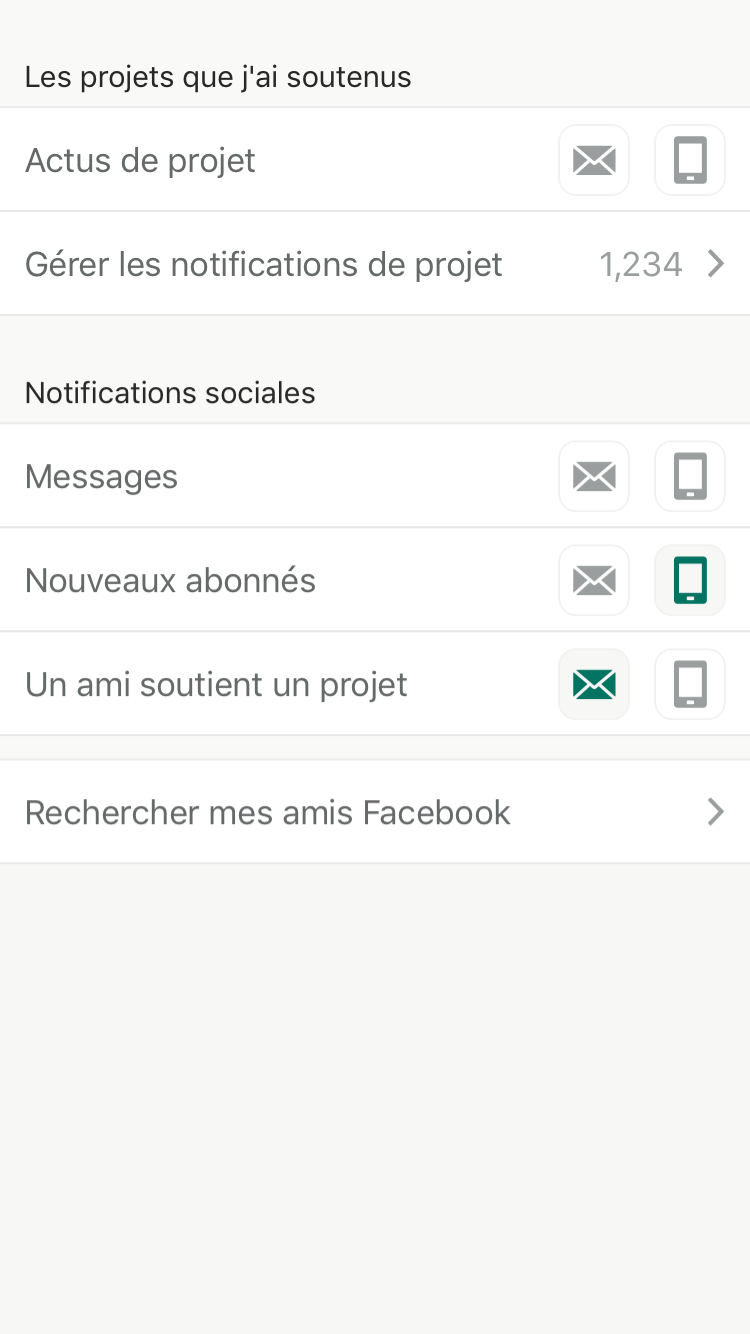 Les projets que j'ai soutenus
Actus de projet
Gérer les notifications de projet 1,234
Notifications sociales
Messages
Nouveaux abonnés
Un ami soutient un projet
Rechercher mes amis Facebook